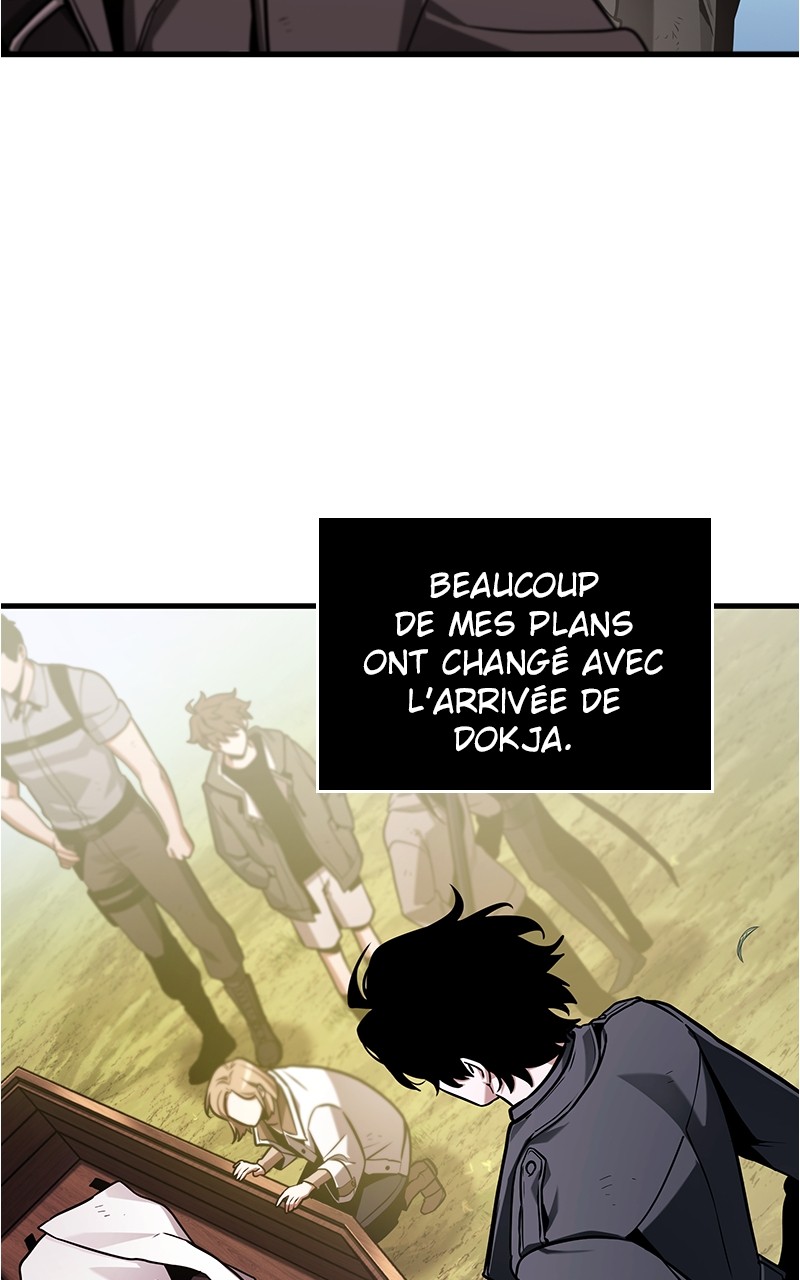 BEAUCOUP
DE MES PLANS
ONT CHANGÉ AVEC
L'ARRIVÉE DE
DOKJA.